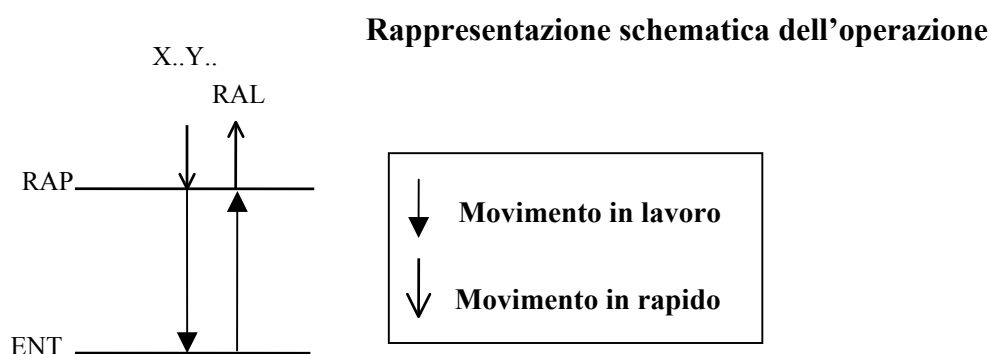 Rappresentazione schematica dell’operazione
X..Y..
RAL
RAP
Movimento in lavoro
Movimento in rapido
ENT